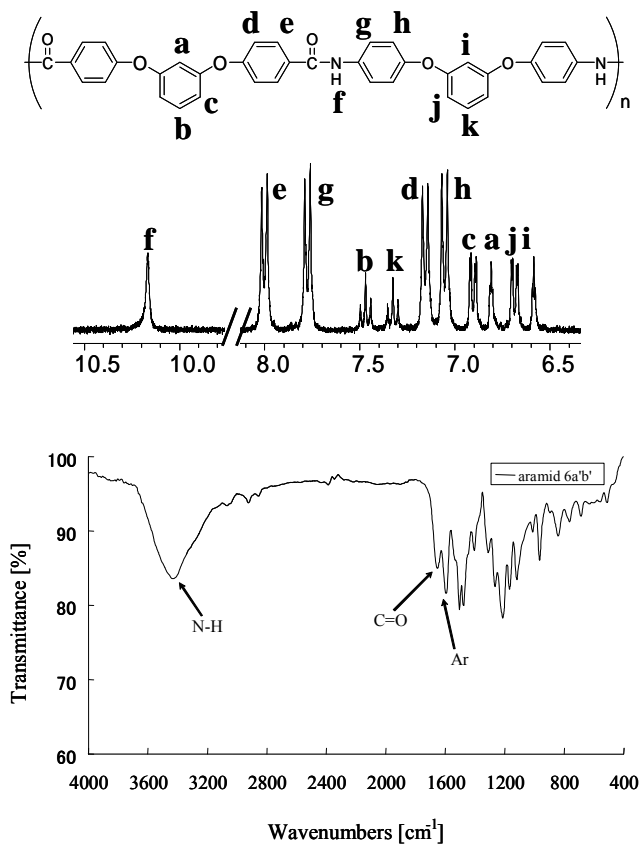 d e g h
a i
O O
C O O C N O O N
H H
c j n
b f k
e g d h
f b k c a j i
10.5 10.0 8.0 7.5 7.0 6.5
100
aramid 6a'b'
90
80
N-H C=O
Ar
70
60
4000 3600 3200 2800 2400 2000 1600 1200 800 400
Transmittance [%]
Wavenumbers [cm-1]